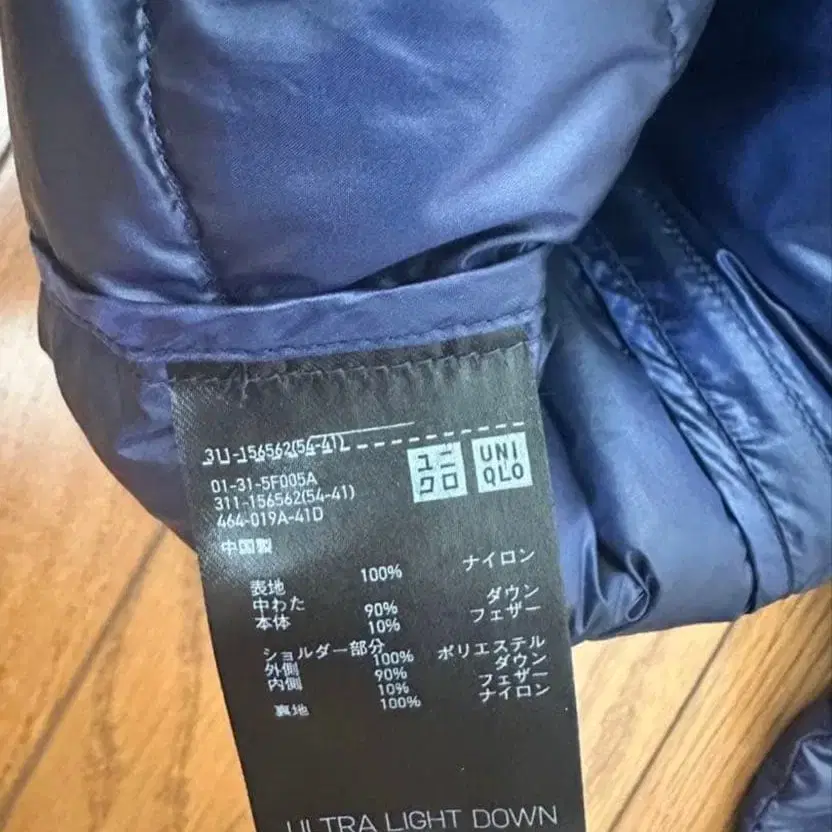 311-156562(54-41)
ユニクロ
UNIQLO
01-31-5F005A
311-156562(54-41)
464-019A-41D
中国製
表地 100% ナイロン
中わた
本体 90% ダウン
10% フェザー
ショルダー部分
外側 100% ポリエステル
内側 90% ダウン
10% フェザー
裏地 100% ナイロン
ULTRA LIGHT DOWN